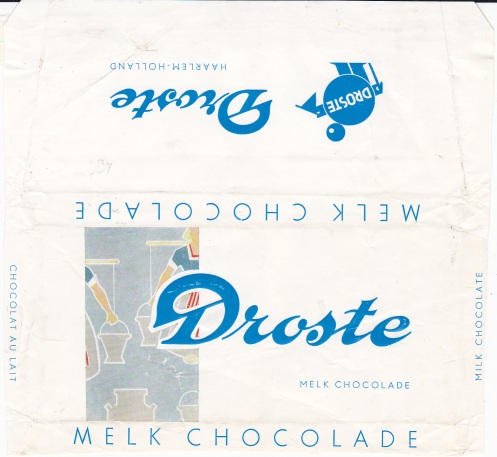 HAARLEM-HOLLAND
Droste
DROSTE
MELK CHOCOLADE
CHOCOLAT AU LAIT
Droste
MILK CHOCOLATE
MELK CHOCOLADE
MELK CHOCOLADE